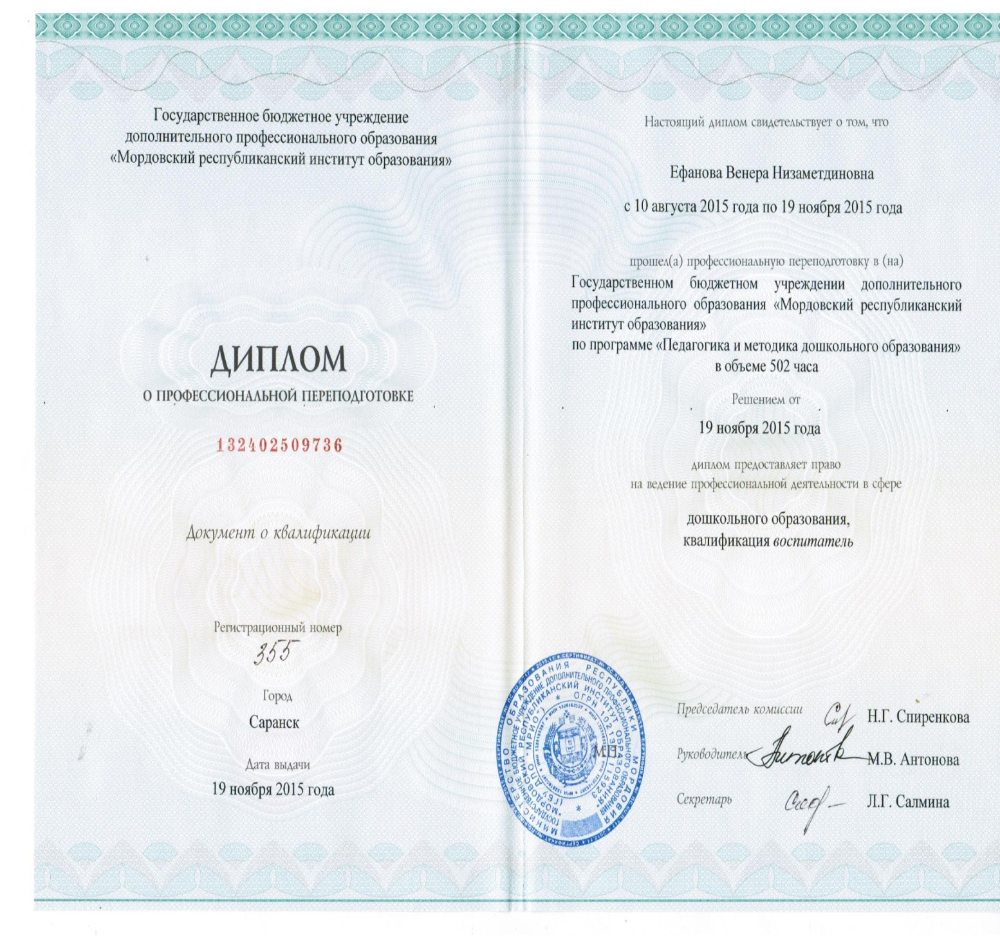 Государственное бюджетное учреждение
дополнительного профессионального образования
«Мордовский республиканский институт образования»
ДИПЛОМ
О ПРОФЕССИОНАЛЬНОЙ ПЕРЕПОДГОТОВКЕ
132402509736
Документ о квалификации
Регистрационный номер
355
Город
Саранск
Дата выдачи
19 ноября 2015 года
Настоящий диплом свидетельствует о том, что
Ефанова Венера Низаметдиновна
с 10 августа 2015 года по 19 ноября 2015 года
прошел(а) профессиональную переподготовку в (на)
Государственном бюджетном учреждении дополнительного
профессионального образования «Мордовский республиканский
институт образования»
по программе «Педагогика и методика дошкольного образования»
в объеме 502 часа
Решением от
19 ноября 2015 года
диплом предоставляет право
на ведение профессиональной деятельности в сфере
дошкольного образования,
квалификация воспитатель
Председатель комиссии Н.Г. Спиренкова
Руководитель М.В. Антонова
Секретарь Л.Г. Салмина
М.П.
МИНИСТЕРСТВО ОБРАЗОВАНИЯ РЕСПУБЛИКИ МОРДОВИЯ
ГОСУДАРСТВЕННОЕ БЮДЖЕТНОЕ УЧРЕЖДЕНИЕ ДОПОЛНИТЕЛЬНОГО ПРОФЕССИОНАЛЬНОГО ОБРАЗОВАНИЯ
"МОРДОВСКИЙ РЕСПУБЛИКАНСКИЙ ИНСТИТУТ ОБРАЗОВАНИЯ"
(ГБУ ДПО "МРИО")